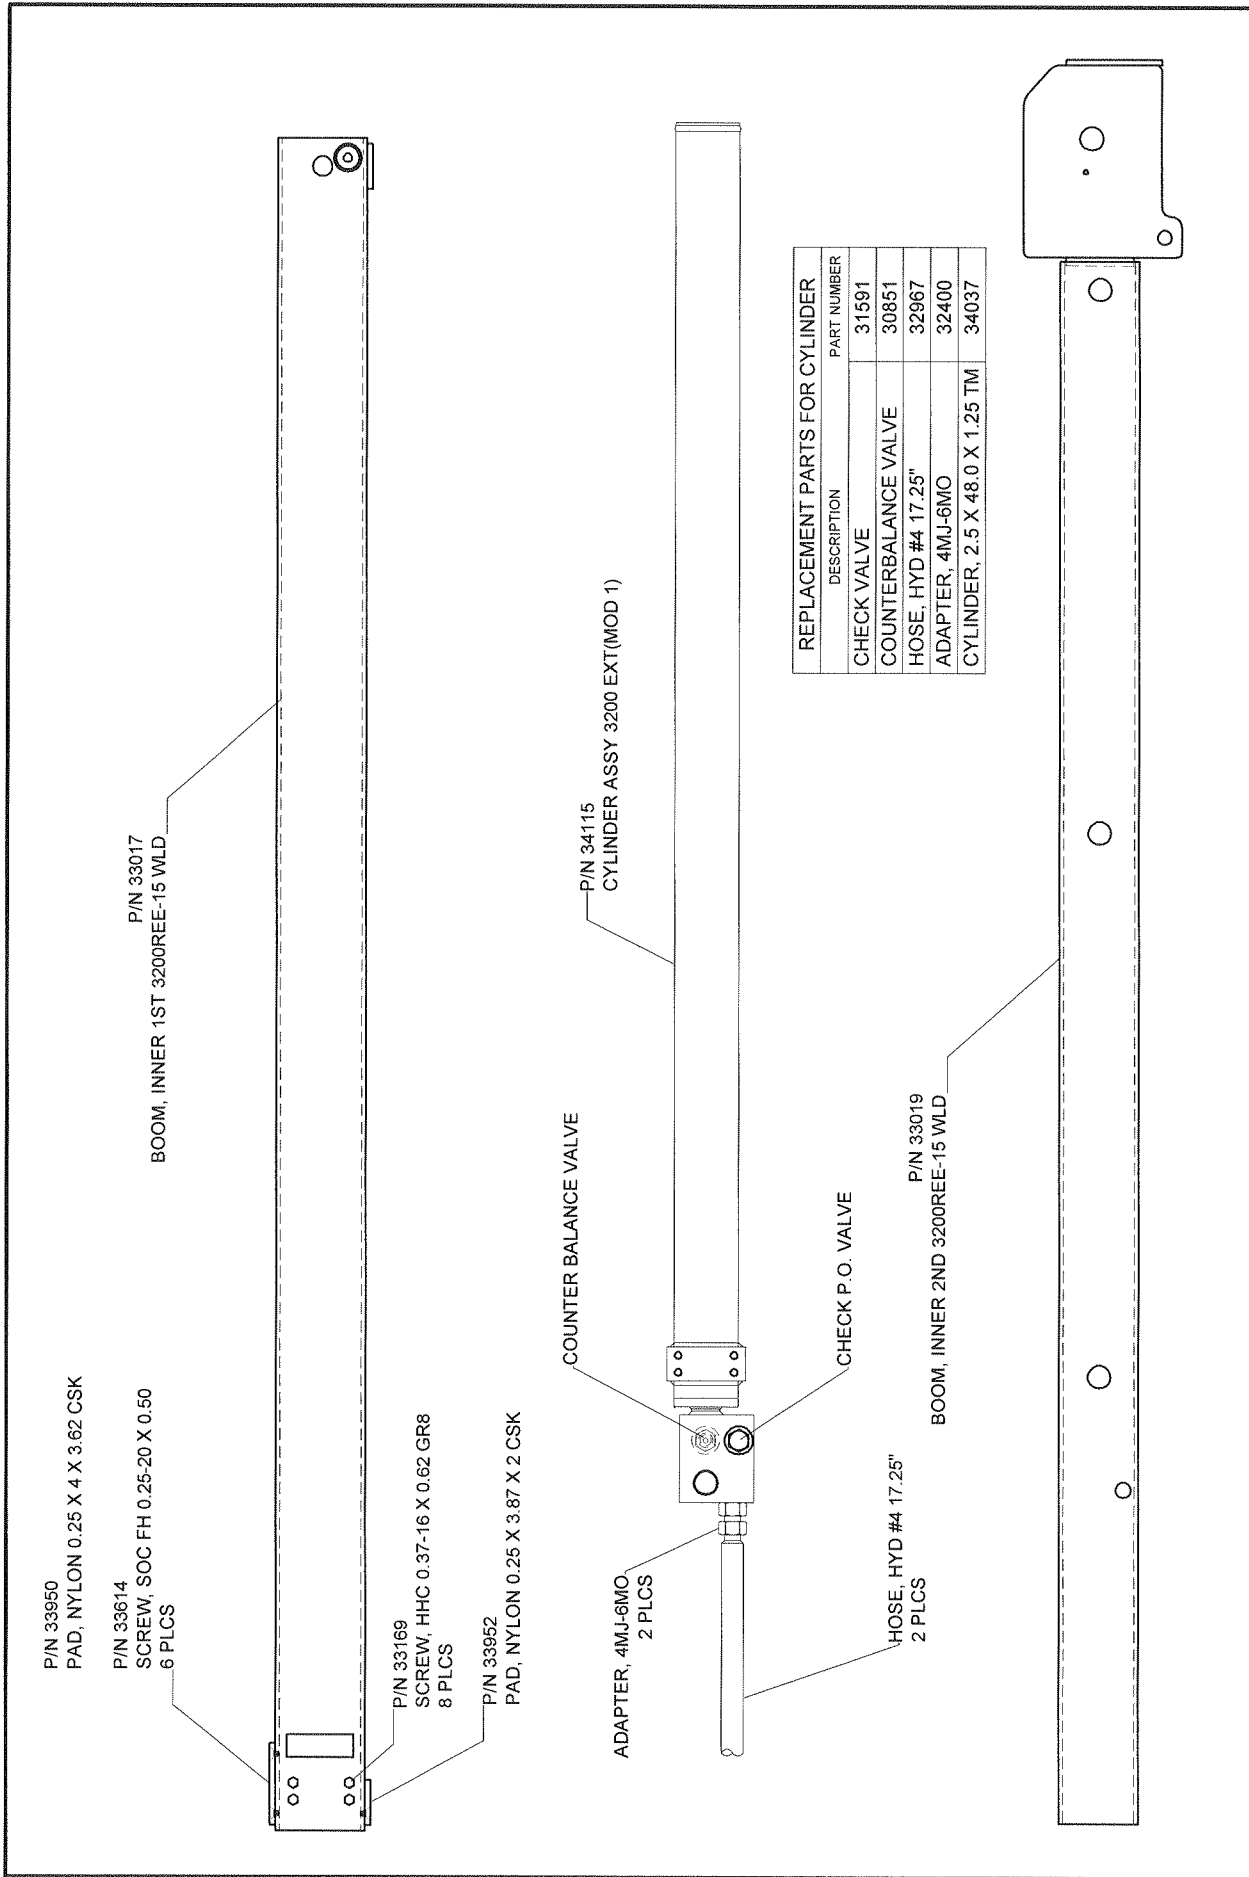 P/N 33950
PAD, NYLON 0.25 X 4 X 3.62 CSK
P/N 33614
SCREW, SOC FH 0.25-20 X 0.50
6 PLCS
P/N 33017
BOOM, INNER 1ST 3200REE-15 WLD
P/N 33169
SCREW, HHC 0.37-16 X 0.62 GR8
8 PLCS
P/N 33952
PAD, NYLON 0.25 X 3.87 X 2 CSK
COUNTER BALANCE VALVE
P/N 34115
CYLINDER ASSY 3200 EXT(MOD 1)
ADAPTER, 4MJ-6MO
2 PLCS
CHECK P.O. VALVE
HOSE, HYD #4 17.25"
2 PLCS
REPLACEMENT PARTS FOR CYLINDER
DESCRIPTION PART NUMBER
CHECK VALVE 31591
COUNTERBALANCE VALVE 30851
HOSE, HYD #4 17.25" 32967
ADAPTER, 4MJ-6MO 32400
CYLINDER, 2.5 X 48.0 X 1.25 TM 34037
P/N 33019
BOOM, INNER 2ND 3200REE-15 WLD